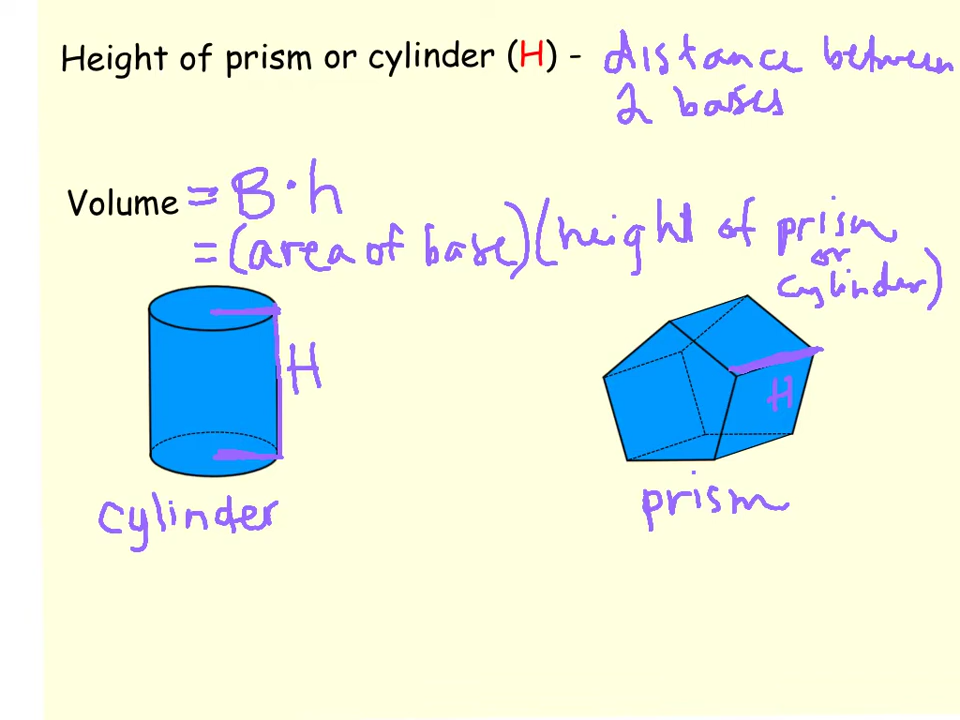 Height of prism or cylinder (H) - distance between
2 bases
Volume = B · h
= (area of base)(height of prism
or
cylinder)
H
H
cylinder
prism